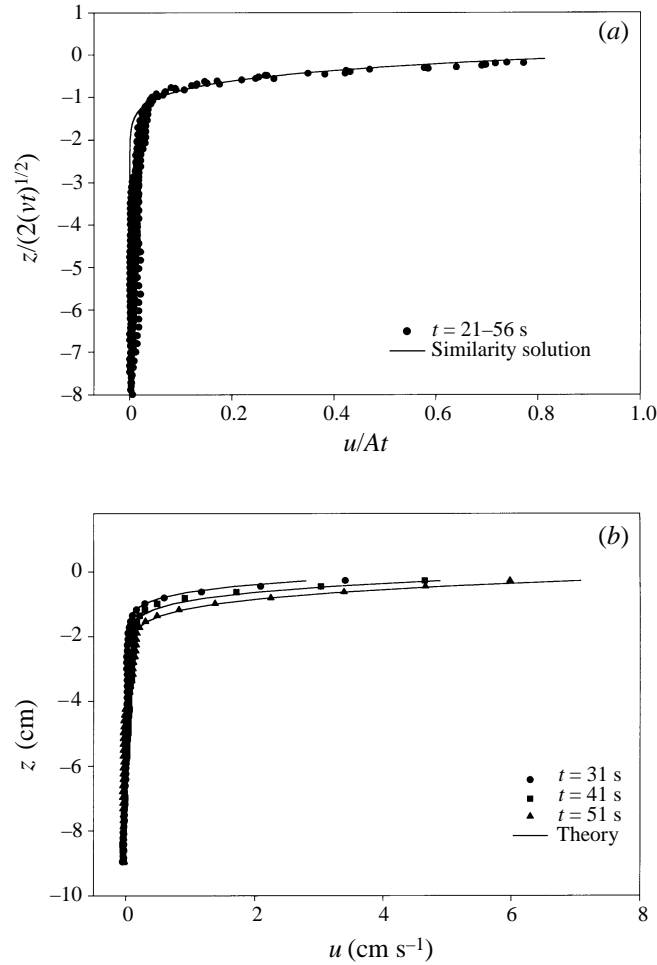 (a)
1
0
−1
−2
−3
−4
−5
−6
−7
−8
z/(2(νt)^{1/2})
t = 21–56 s
Similarity solution
0 0.2 0.4 0.6 0.8 1.0
u/At
(b)
0
−2
−4
−6
−8
−10
z (cm)
t = 31 s
t = 41 s
t = 51 s
Theory
0 2 4 6 8
u (cm s⁻¹)